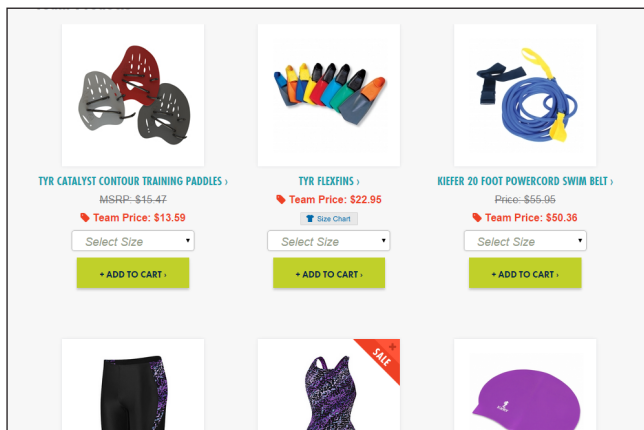 TYR CATALYST CONTOUR TRAINING PADDLES ›
MSRP: $15.47
Team Price: $13.59
Select Size
+ ADD TO CART ›
TYR FLEXFINS ›
Team Price: $22.95
Size Chart
Select Size
+ ADD TO CART ›
KIEFER 20 FOOT POWERCORD SWIM BELT ›
Price: $55.95
Team Price: $50.36
Select Size
+ ADD TO CART ›
SALE